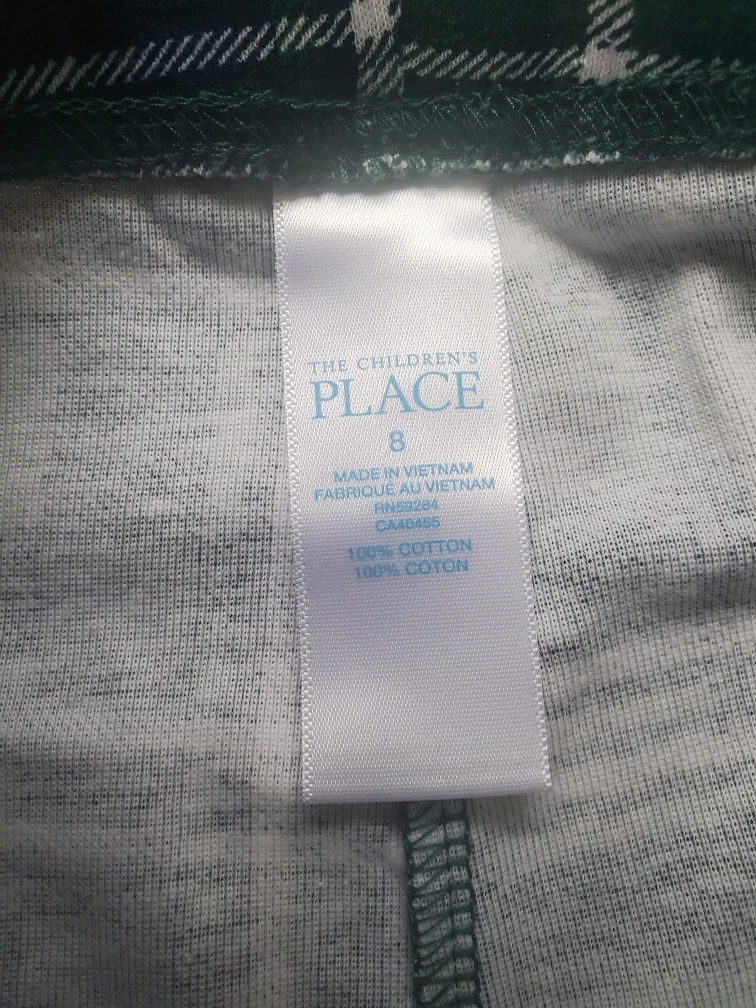 THE CHILDREN'S
PLACE
8
MADE IN VIETNAM
FABRIQUÉ AU VIETNAM
RN59284
CA40465
100% COTTON
100% COTON